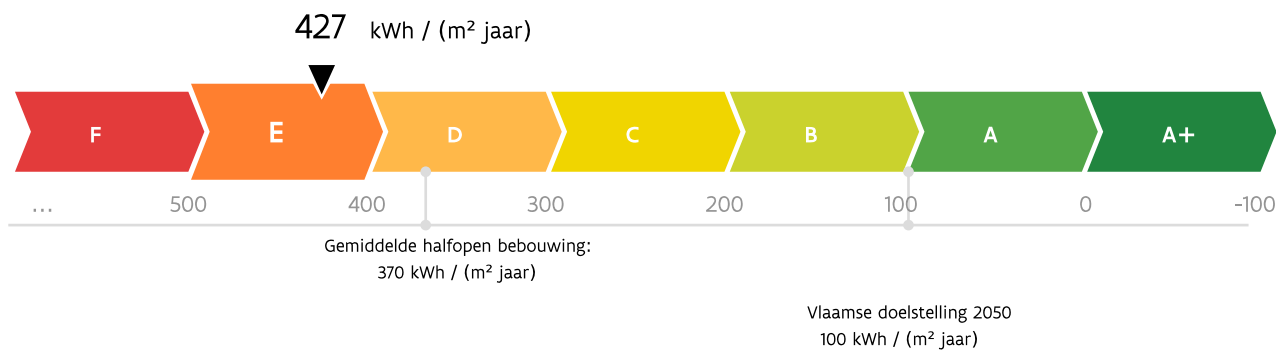 427 kWh / (m² jaar)
F E D C B A A+
... 500 400 300 200 100 0 -100
Gemiddelde halfopen bebouwing:
370 kWh / (m² jaar)
Vlaamse doelstelling 2050
100 kWh / (m² jaar)